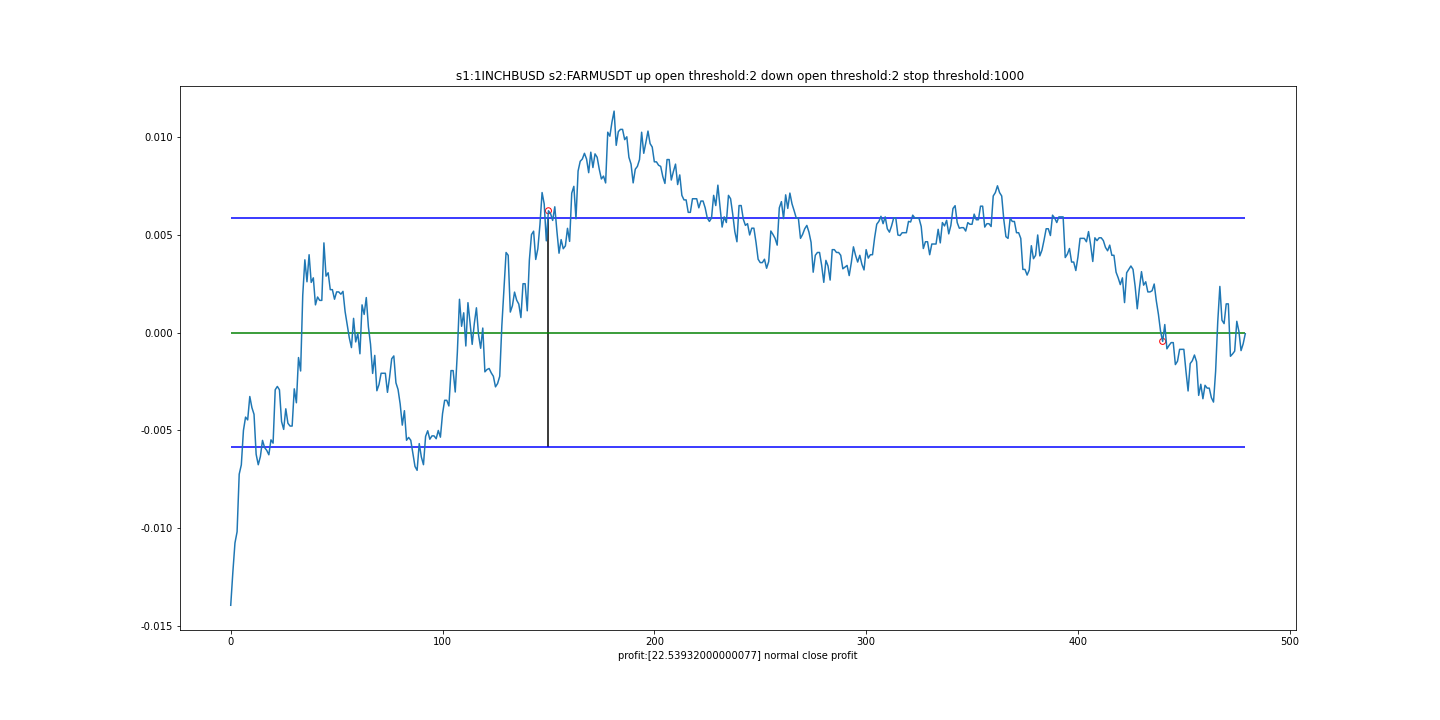 s1:1INCHBUSD s2:FARMUSDT up open threshold:2 down open threshold:2 stop threshold:1000
0.010
0.005
0.000
-0.005
-0.010
-0.015
0 100 200 300 400 500
profit:[22.53932000000077] normal close profit